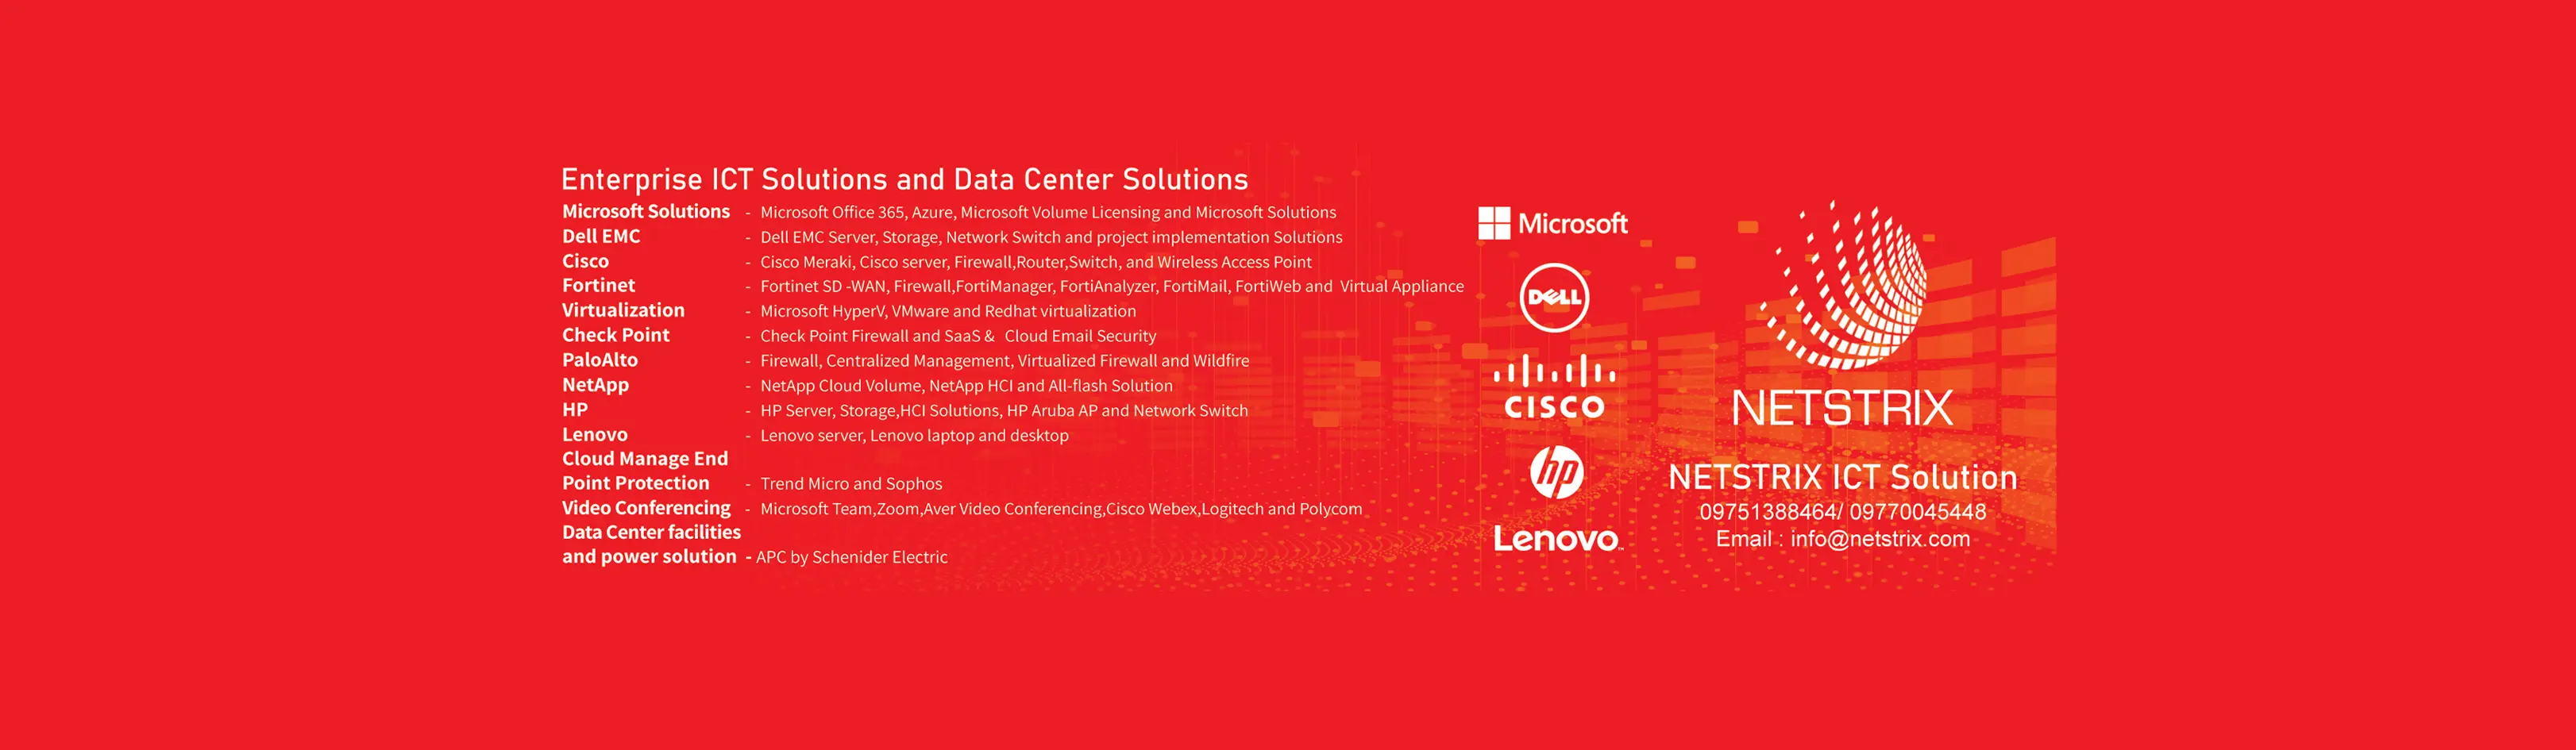 Enterprise ICT Solutions and Data Center Solutions
Microsoft Solutions - Microsoft Office 365, Azure, Microsoft Volume Licensing and Microsoft Solutions
Dell EMC - Dell EMC Server, Storage, Network Switch and project implementation Solutions
Cisco - Cisco Meraki, Cisco server, Firewall,Router,Switch, and Wireless Access Point
Fortinet - Fortinet SD -WAN, Firewall,FortiManager, FortiAnalyzer, FortiMail, FortiWeb and Virtual Appliance
Virtualization - Microsoft HyperV, VMware and Redhat virtualization
Check Point - Check Point Firewall and SaaS & Cloud Email Security
PaloAlto - Firewall, Centralized Management, Virtualized Firewall and Wildfire
NetApp - NetApp Cloud Volume, NetApp HCI and All-flash Solution
HP - HP Server, Storage,HCI Solutions, HP Aruba AP and Network Switch
Lenovo - Lenovo server, Lenovo laptop and desktop
Cloud Manage End
Point Protection - Trend Micro and Sophos
Video Conferencing - Microsoft Team,Zoom,Aver Video Conferencing,Cisco Webex,Logitech and Polycom
Data Center facilities
and power solution - APC by Schenider Electric
Microsoft
DELL
CISCO
hp
Lenovo
NETSTRIX
NETSTRIX ICT Solution
09751388464/ 09770045448
Email : info@netstrix.com